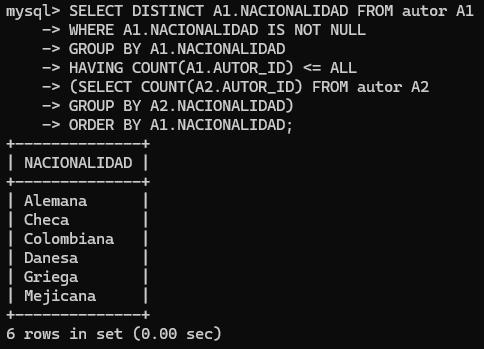 mysql> SELECT DISTINCT A1.NACIONALIDAD FROM autor A1
    -> WHERE A1.NACIONALIDAD IS NOT NULL
    -> GROUP BY A1.NACIONALIDAD
    -> HAVING COUNT(A1.AUTOR_ID) <= ALL
    -> (SELECT COUNT(A2.AUTOR_ID) FROM autor A2
    -> GROUP BY A2.NACIONALIDAD)
    -> ORDER BY A1.NACIONALIDAD;
+--------------+
| NACIONALIDAD |
+--------------+
| Alemana      |
| Checa        |
| Colombiana   |
| Danesa       |
| Griega       |
| Mejicana     |
+--------------+
6 rows in set (0.00 sec)